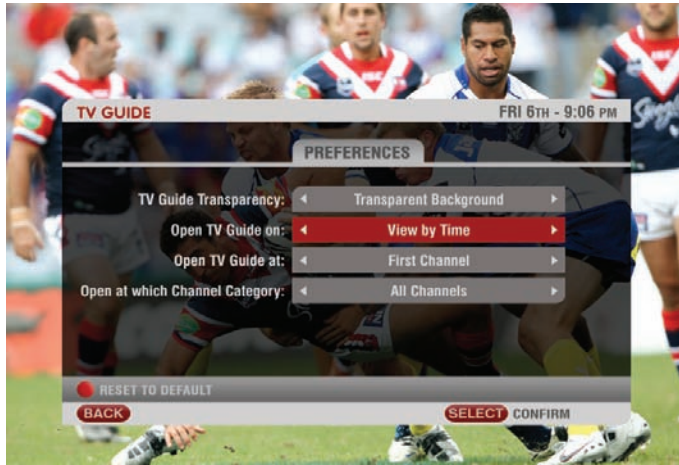 TV GUIDE FRI 6TH - 9:06 PM
PREFERENCES
TV Guide Transparency: Transparent Background
Open TV Guide on: View by Time
Open TV Guide at: First Channel
Open at which Channel Category: All Channels
RESET TO DEFAULT
BACK SELECT CONFIRM